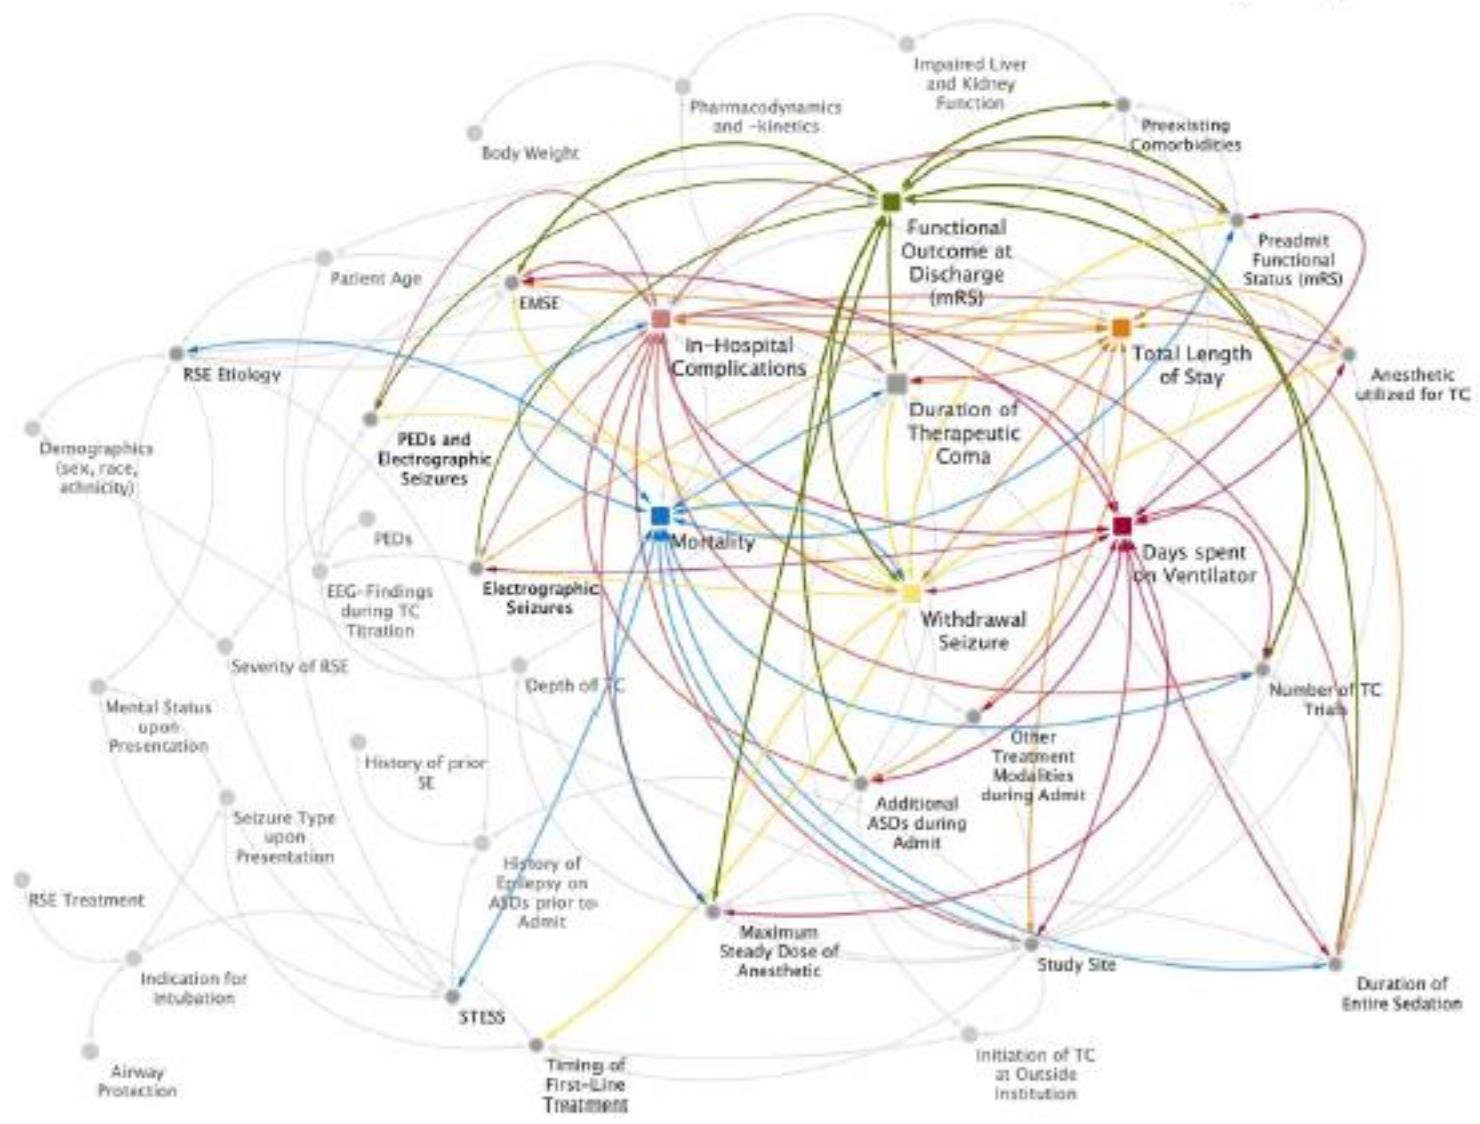 Impaired Liver
and Kidney
Function
Pharmacodynamics
and -kinetics
Preexisting
Comorbidities
Body Weight
Functional
Outcome at
Discharge
(mRS)
Preadmit
Functional
Status (mRS)
Patient Age
EMSE
In-Hospital
Complications
Total Length
of Stay
RSE Etiology
Anesthetic
utilized for TC
Duration of
Therapeutic
Coma
Demographics
(sex, race,
ethnicity)
PEDs and
Electrographic
Seizures
PEDs
Mortality
Days spent
on Ventilator
EEG-Findings
during TC
Titration
Electrographic
Seizures
Withdrawal
Seizure
Severity of RSE
Depth of TC
Number of TC
Trials
Mental Status
upon
Presentation
History of prior
SE
Other
Treatment
Modalities
during Admit
Additional
ASDs during
Admit
Seizure Type
upon
Presentation
History of
Epilepsy on
ASDs prior to
Admit
RSE Treatment
Maximum
Steady Dose of
Anesthetic
Study Site
Indication for
Intubation
Duration of
Entire Sedation
STESS
Airway
Protection
Timing of
First-Line
Treatment
Initiation of TC
at Outside
Institution